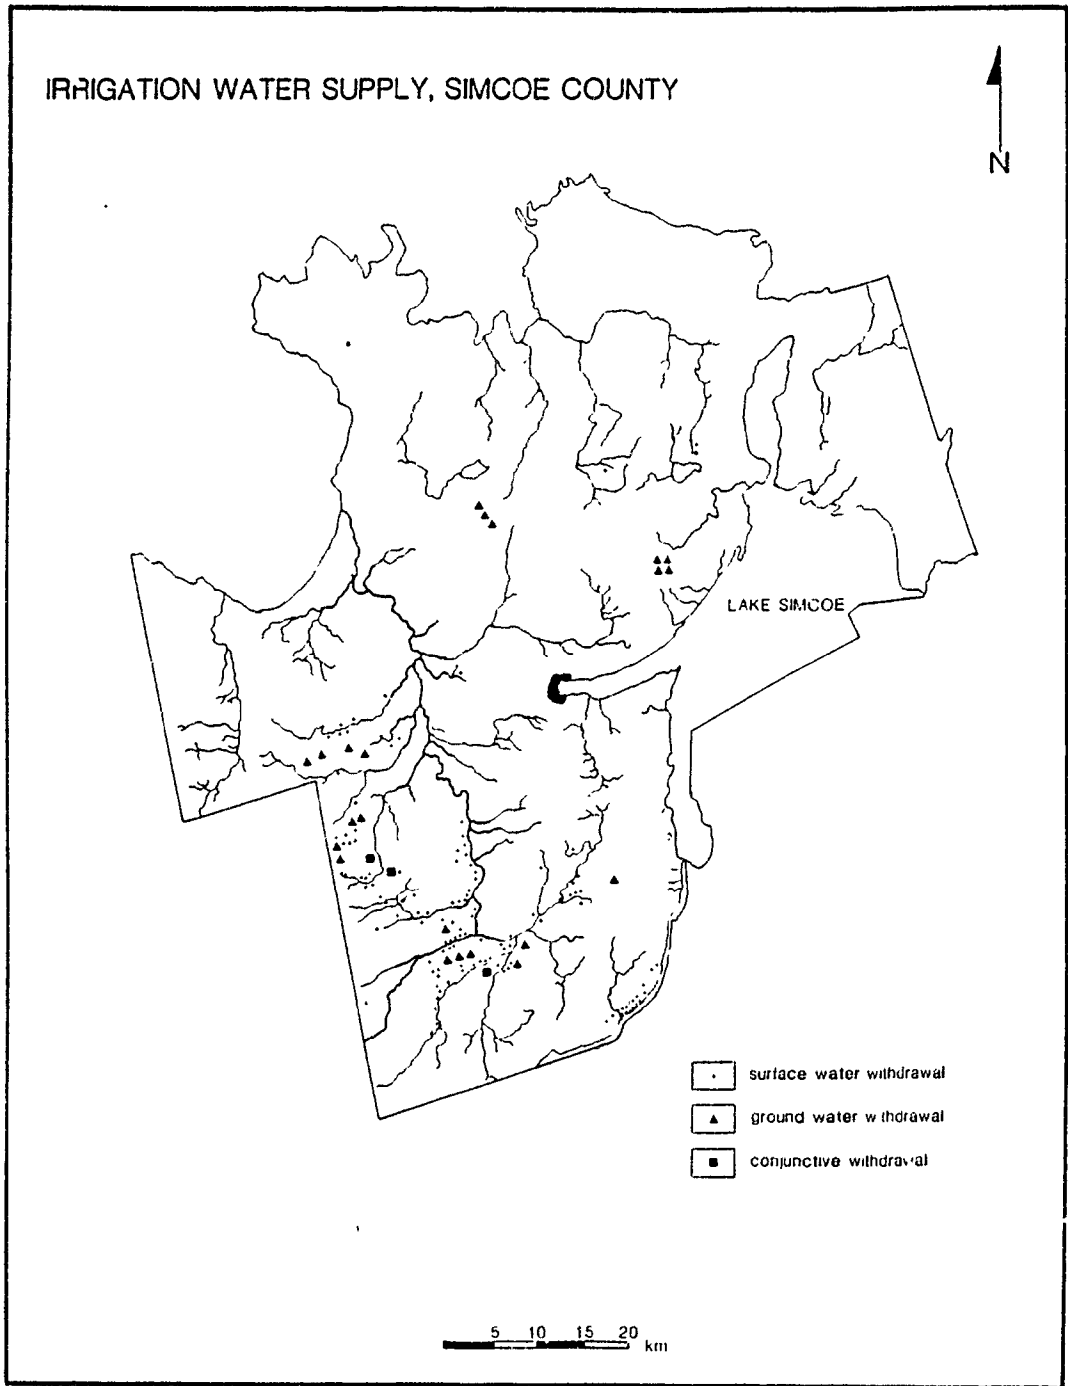 IRRIGATION WATER SUPPLY, SIMCOE COUNTY
N
LAKE SIMCOE
surface water withdrawal
ground water withdrawal
conjunctive withdrawal
5 10 15 20 km